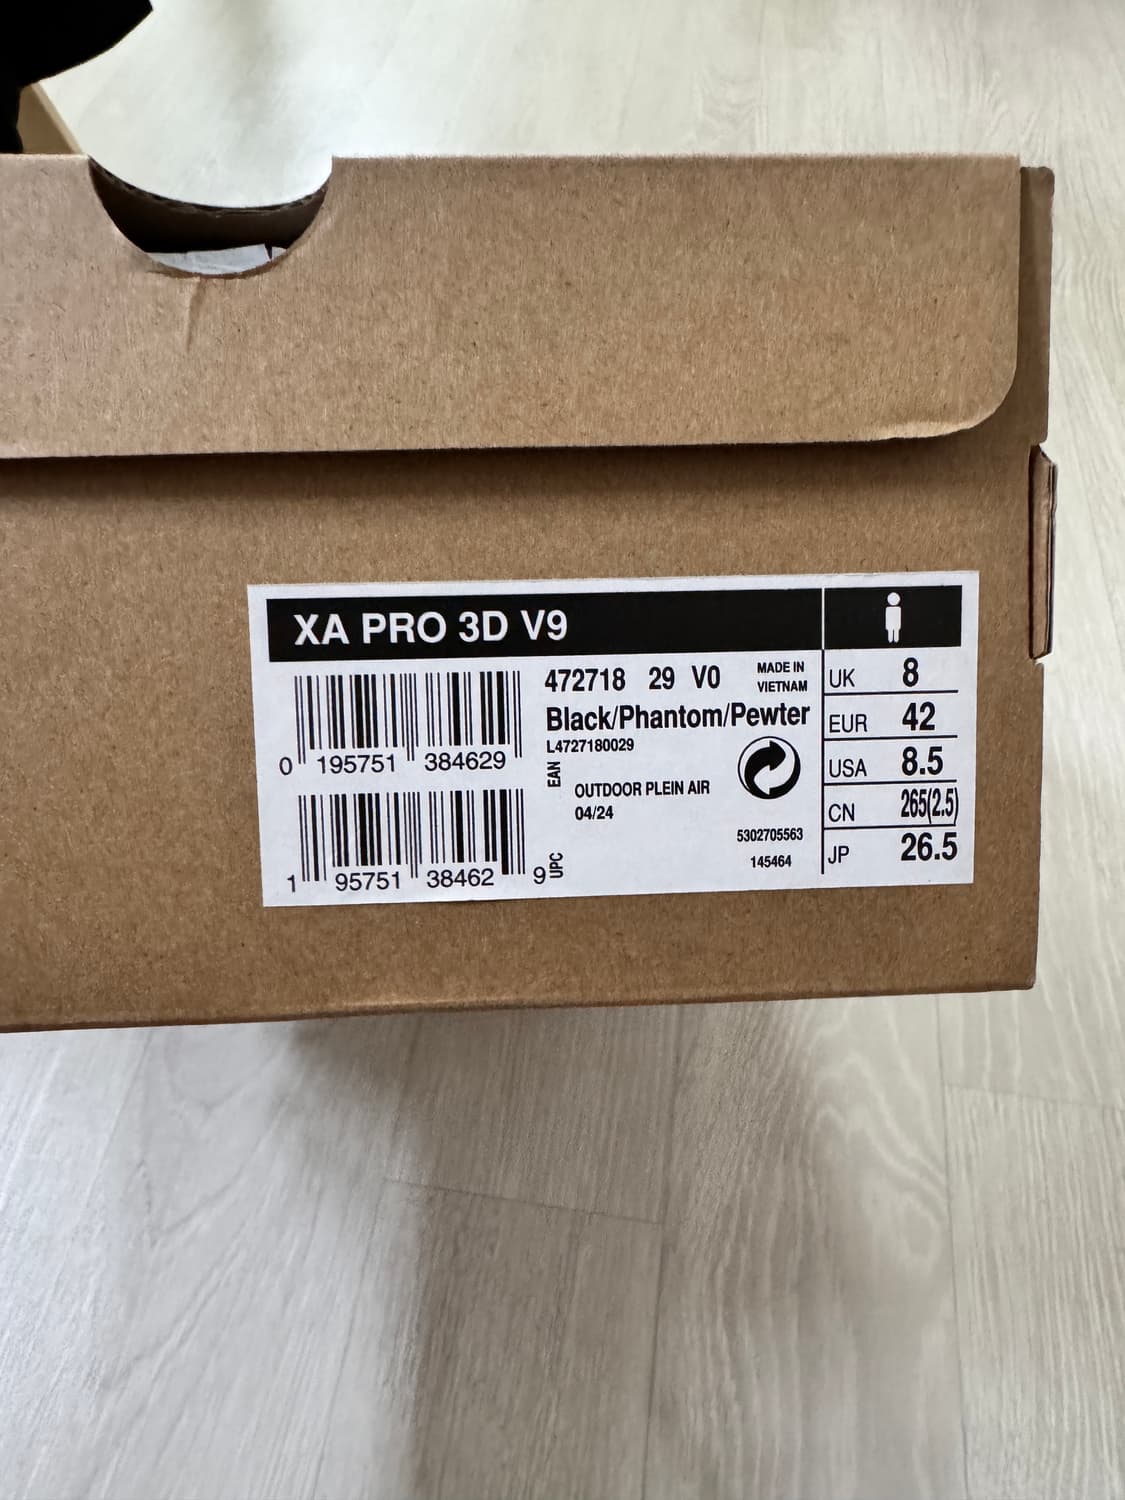 XA PRO 3D V9
472718 29 V0
MADE IN
VIETNAM
Black/Phantom/Pewter
L4727180029
0 195751 384629
EAN
OUTDOOR PLEIN AIR
04/24
5302705563
145464
1 95751 38462 9
UPC
UK 8
EUR 42
USA 8.5
CN 265(2.5)
JP 26.5